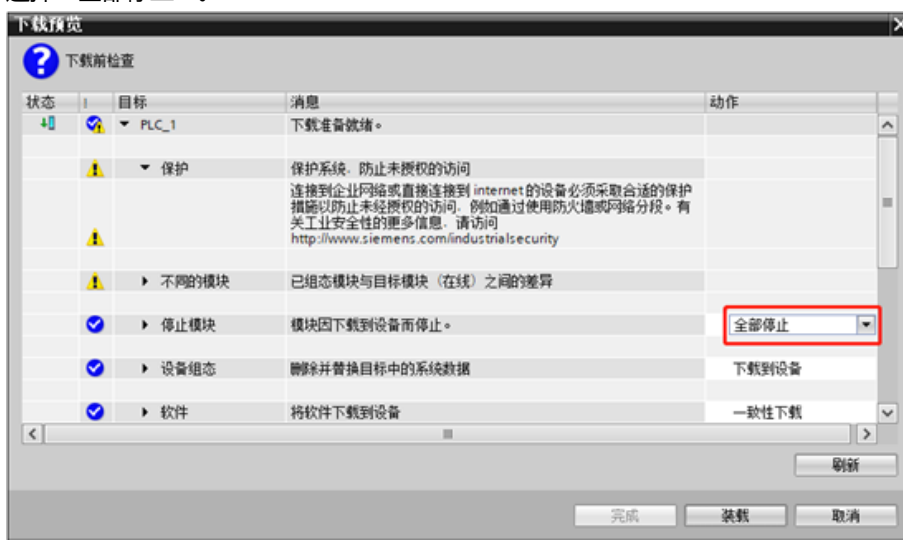 下载预览
下载前检查
状态 ! 目标 消息 动作
PLC_1 下载准备就绪。
保护 保护系统，防止未授权的访问
连接到企业网络或直接连接到 internet 的设备必须采取合适的保护
措施以防止未经授权的访问，例如通过使用防火墙或网络分段。有
关工业安全性的更多信息，请访问
http://www.siemens.com/industrialsecurity
不同的模块 已组态模块与目标模块（在线）之间的差异
停止模块 模块因下载到设备而停止。 全部停止
设备组态 删除并替换目标中的系统数据 下载到设备
软件 将软件下载到设备 一致性下载
刷新
完成 装载 取消